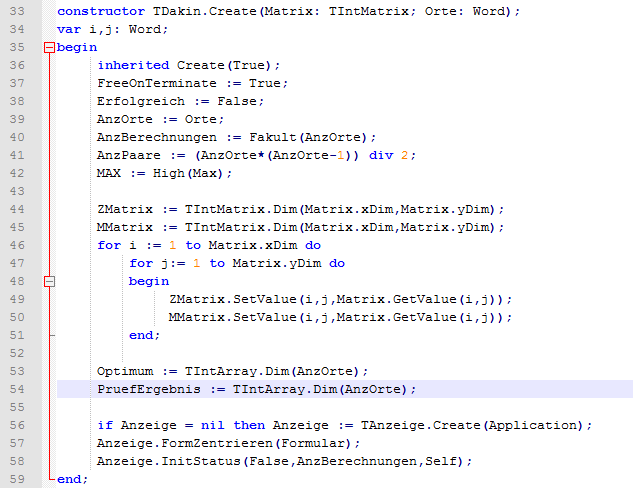 33 constructor TDakin.Create(Matrix: TIntMatrix; Orte: Word);
34 var i,j: Word;
35 begin
36 inherited Create(True);
37 FreeOnTerminate := True;
38 Erfolgreich := False;
39 AnzOrte := Orte;
40 AnzBerechnungen := Fakult(AnzOrte);
41 AnzPaare := (AnzOrte*(AnzOrte-1)) div 2;
42 MAX := High(Max);
43
44 ZMatrix := TIntMatrix.Dim(Matrix.xDim,Matrix.yDim);
45 MMatrix := TIntMatrix.Dim(Matrix.xDim,Matrix.yDim);
46 for i := 1 to Matrix.xDim do
47 for j:= 1 to Matrix.yDim do
48 begin
49 ZMatrix.SetValue(i,j,Matrix.GetValue(i,j));
50 MMatrix.SetValue(i,j,Matrix.GetValue(i,j));
51 end;
52
53 Optimum := TIntArray.Dim(AnzOrte);
54 PruefErgebnis := TIntArray.Dim(AnzOrte);
55
56 if Anzeige = nil then Anzeige := TAnzeige.Create(Application);
57 Anzeige.FormZentrieren(Formular);
58 Anzeige.InitStatus(False,AnzBerechnungen,Self);
59 end;